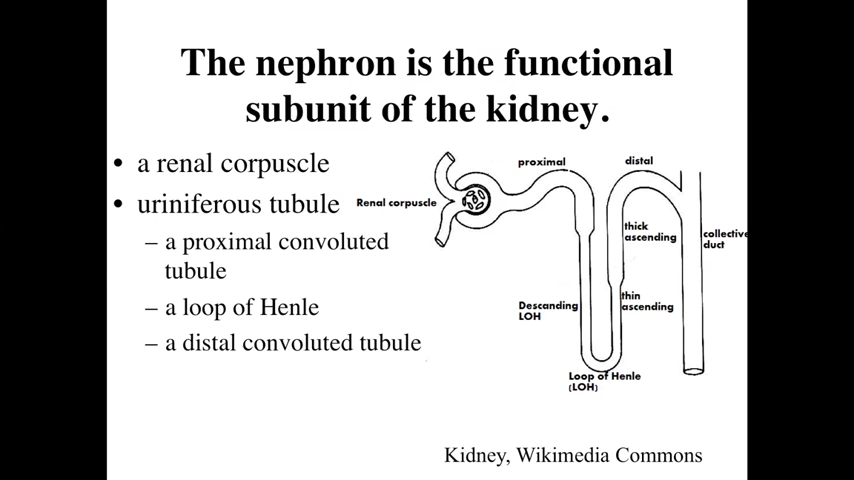 The nephron is the functional
subunit of the kidney.
• a renal corpuscle
• uriniferous tubule
– a proximal convoluted
tubule
– a loop of Henle
– a distal convoluted tubule
proximal
distal
Renal corpuscle
thick
ascending
collective
duct
Descanding
LOH
thin
ascending
Loop of Henle
(LOH)
Kidney, Wikimedia Commons